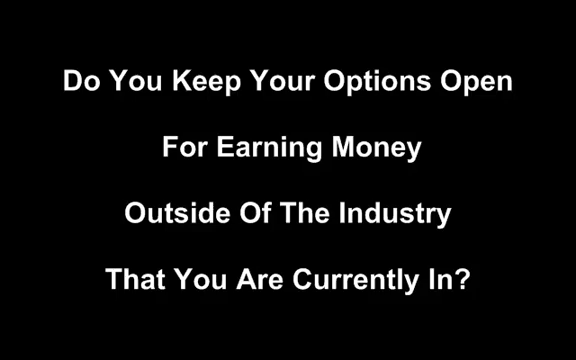 Do You Keep Your Options Open
For Earning Money
Outside Of The Industry
That You Are Currently In?